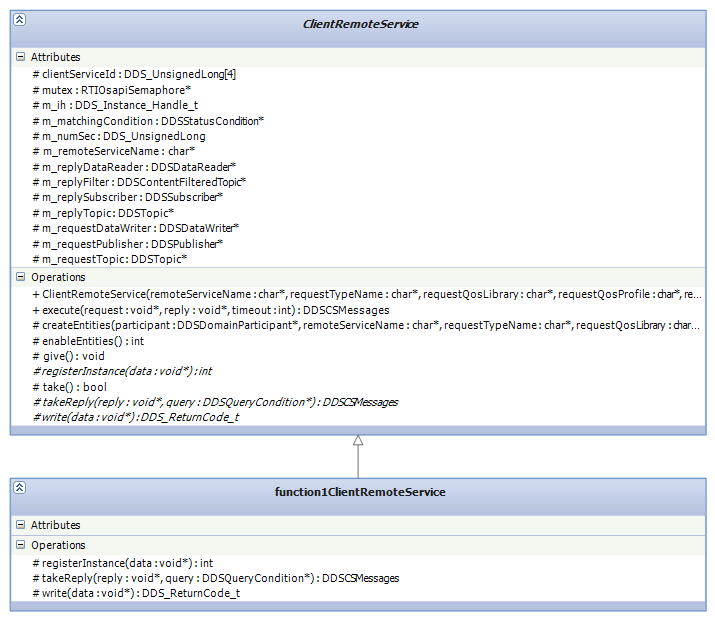 ClientRemoteService
Attributes
# clientServiceId : DDS_UnsignedLong[4]
# mutex : RTIOsapiSemaphore*
# m_ih : DDS_Instance_Handle_t
# m_matchingCondition : DDSStatusCondition*
# m_numSec : DDS_UnsignedLong
# m_remoteServiceName : char*
# m_replyDataReader : DDSDataReader*
# m_replyFilter : DDSContentFilteredTopic*
# m_replySubscriber : DDSSubscriber*
# m_replyTopic : DDSTopic*
# m_requestDataWriter : DDSDataWriter*
# m_requestPublisher : DDSPublisher*
# m_requestTopic : DDSTopic*
Operations
+ ClientRemoteService(remoteServiceName : char*, requestTypeName : char*, requestQosLibrary : char*, requestQosProfile : char*, re...
+ execute(request : void*, reply : void*, timeout : int) : DDSCSMessages
# createEntities(participant : DDSDomainParticipant*, remoteServiceName : char*, requestTypeName : char*, requestQosLibrary : char...
# enableEntities() : int
# give() : void
# registerInstance(data : void*) : int
# take() : bool
# takeReply(reply : void*, query : DDSQueryCondition*) : DDSCSMessages
# write(data : void*) : DDS_ReturnCode_t
function1ClientRemoteService
Attributes
Operations
# registerInstance(data : void*) : int
# takeReply(reply : void*, query : DDSQueryCondition*) : DDSCSMessages
# write(data : void*) : DDS_ReturnCode_t